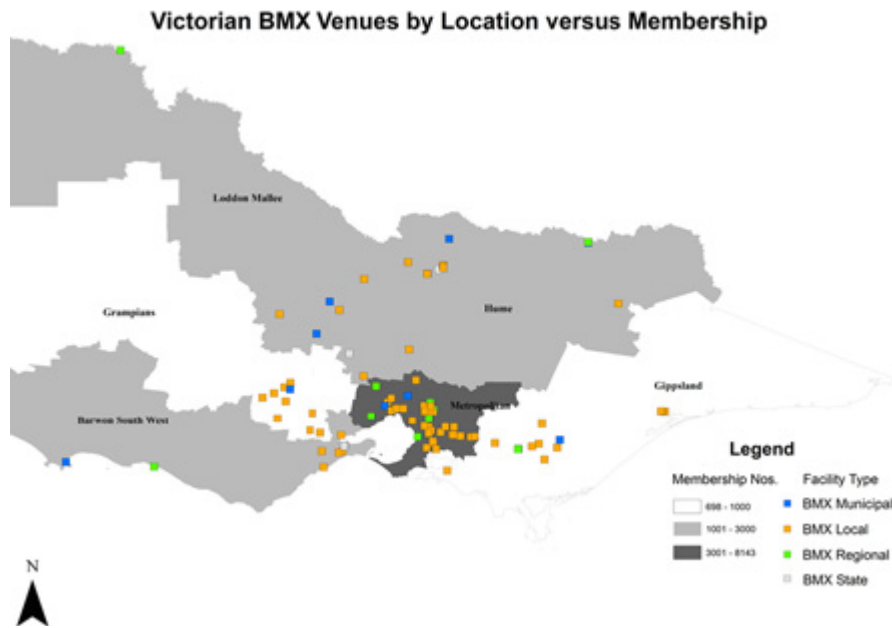 Victorian BMX Venues by Location versus Membership
Loddon Mallee
Grampians
Hume
Gippsland
Metropolitan
Barwon South West
Legend
Membership Nos.
698 - 1000
1001 - 3000
3001 - 8143
Facility Type
BMX Municipal
BMX Local
BMX Regional
BMX State
N